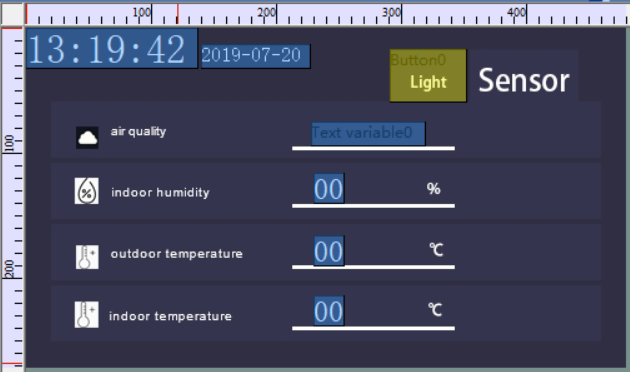 100 200 300 400
13:19:42 2019-07-20
Button0
Light
Sensor
air quality Text variable0
100
indoor humidity 00 %
outdoor temperature 00 ℃
200
indoor temperature 00 ℃